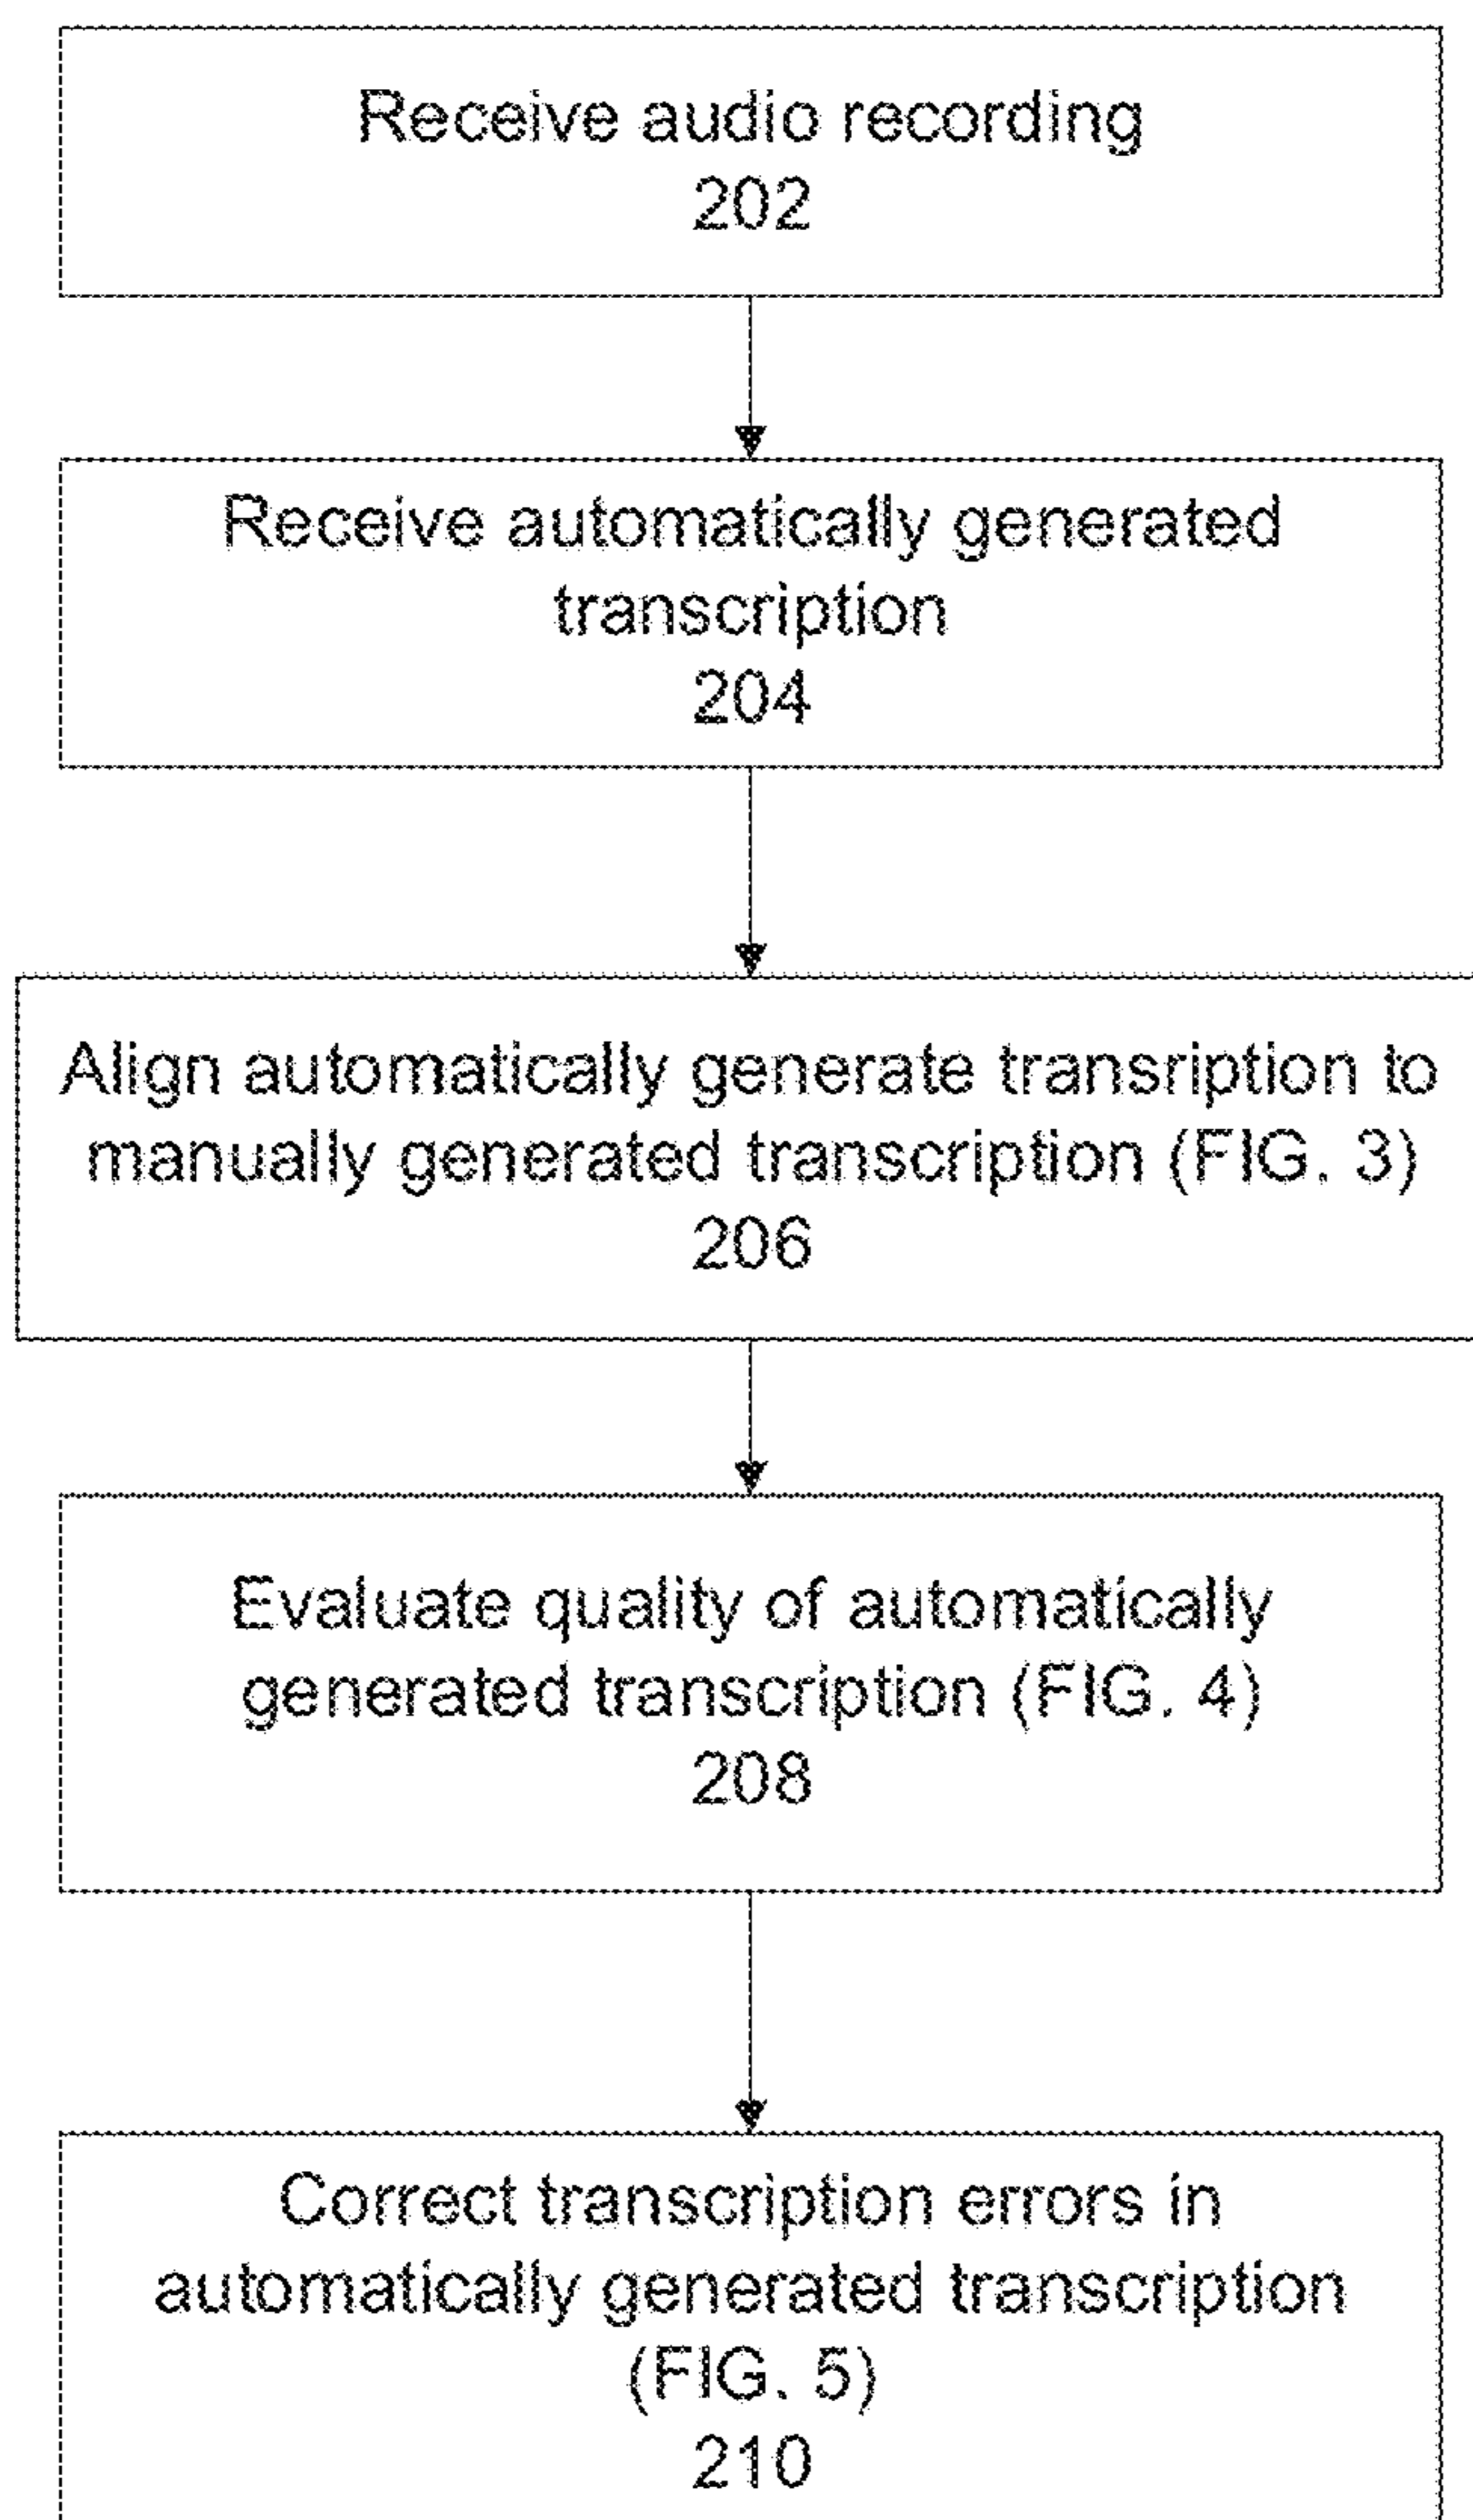 Receive audio recording
202
Receive automatically generated
transcription
204
Align automatically generate transription to
manually generated transcription (FIG. 3)
206
Evaluate quality of automatically
generated transcription (FIG. 4)
208
Correct transcription errors in
automatically generated transcription
(FIG. 5)
210